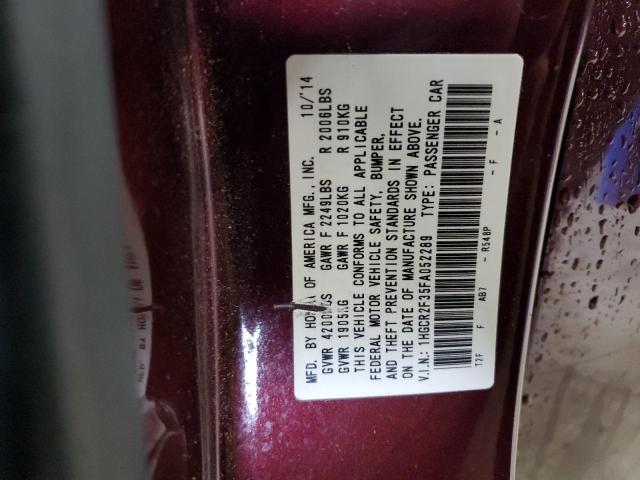 MFD. BY HONDA OF AMERICA MFG., INC. 10/'14
GVWR 4200LBS GAWR F 2249LBS R 2006LBS
GVWR 1905KG GAWR F 1020KG R 910KG
THIS VEHICLE CONFORMS TO ALL APPLICABLE
FEDERAL MOTOR VEHICLE SAFETY, BUMPER,
AND THEFT PREVENTION STANDARDS IN EFFECT
ON THE DATE OF MANUFACTURE SHOWN ABOVE.
V.I.N.: 1HGCR2F35FA052289 TYPE: PASSENGER CAR
T2F F AB7 - R548P - F - A